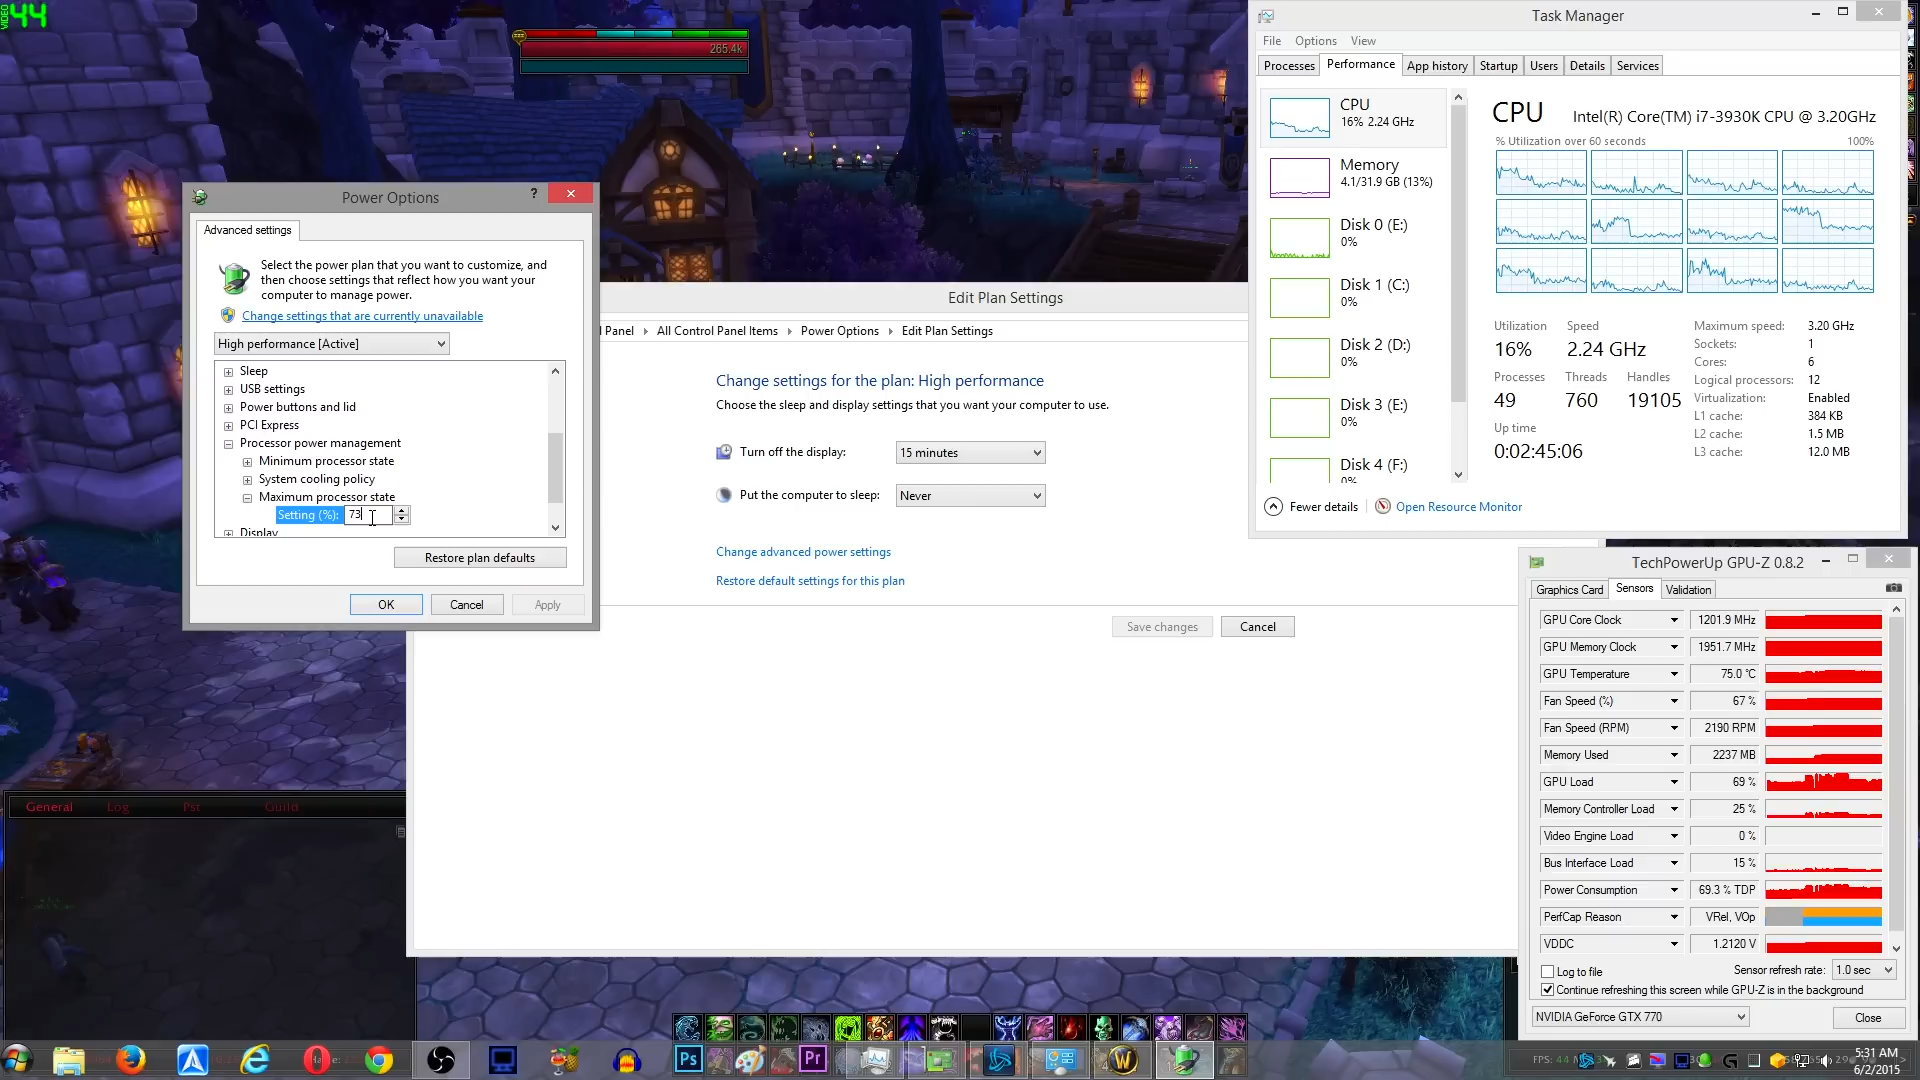 VIDEO 44
265.4k
Power Options
?
Advanced settings
Select the power plan that you want to customize, and
then choose settings that reflect how you want your
computer to manage power.
Change settings that are currently unavailable
High performance [Active]
Sleep
USB settings
Power buttons and lid
PCI Express
Processor power management
Minimum processor state
System cooling policy
Maximum processor state
Setting (%): 73
Display
Restore plan defaults
OK Cancel Apply
Edit Plan Settings
l Panel All Control Panel Items Power Options Edit Plan Settings
Change settings for the plan: High performance
Choose the sleep and display settings that you want your computer to use.
Turn off the display: 15 minutes
Put the computer to sleep: Never
Change advanced power settings
Restore default settings for this plan
Save changes Cancel
Task Manager
File Options View
Processes Performance App history Startup Users Details Services
CPU
16% 2.24 GHz
Memory
4.1/31.9 GB (13%)
Disk 0 (E:)
0%
Disk 1 (C:)
0%
Disk 2 (D:)
0%
Disk 3 (E:)
0%
Disk 4 (F:)
0%
CPU Intel(R) Core(TM) i7-3930K CPU @ 3.20GHz
% Utilization over 60 seconds 100%
Utilization Speed
16% 2.24 GHz
Processes Threads Handles
49 760 19105
Up time
0:02:45:06
Maximum speed: 3.20 GHz
Sockets: 1
Cores: 6
Logical processors: 12
Virtualization: Enabled
L1 cache: 384 KB
L2 cache: 1.5 MB
L3 cache: 12.0 MB
Fewer details Open Resource Monitor
TechPowerUp GPU-Z 0.8.2
Graphics Card Sensors Validation
GPU Core Clock 1201.9 MHz
GPU Memory Clock 1951.7 MHz
GPU Temperature 75.0 °C
Fan Speed (%) 67 %
Fan Speed (RPM) 2190 RPM
Memory Used 2237 MB
GPU Load 69 %
Memory Controller Load 25 %
Video Engine Load 0 %
Bus Interface Load 15 %
Power Consumption 69.3 % TDP
PerfCap Reason VRel, VOp
VDDC 1.2120 V
Log to file Sensor refresh rate: 1.0 sec
Continue refreshing this screen while GPU-Z is in the background
NVIDIA GeForce GTX 770 Close
General Log Pst Guild
Ps Pr W
FPS: 44
5:31 AM
6/2/2015